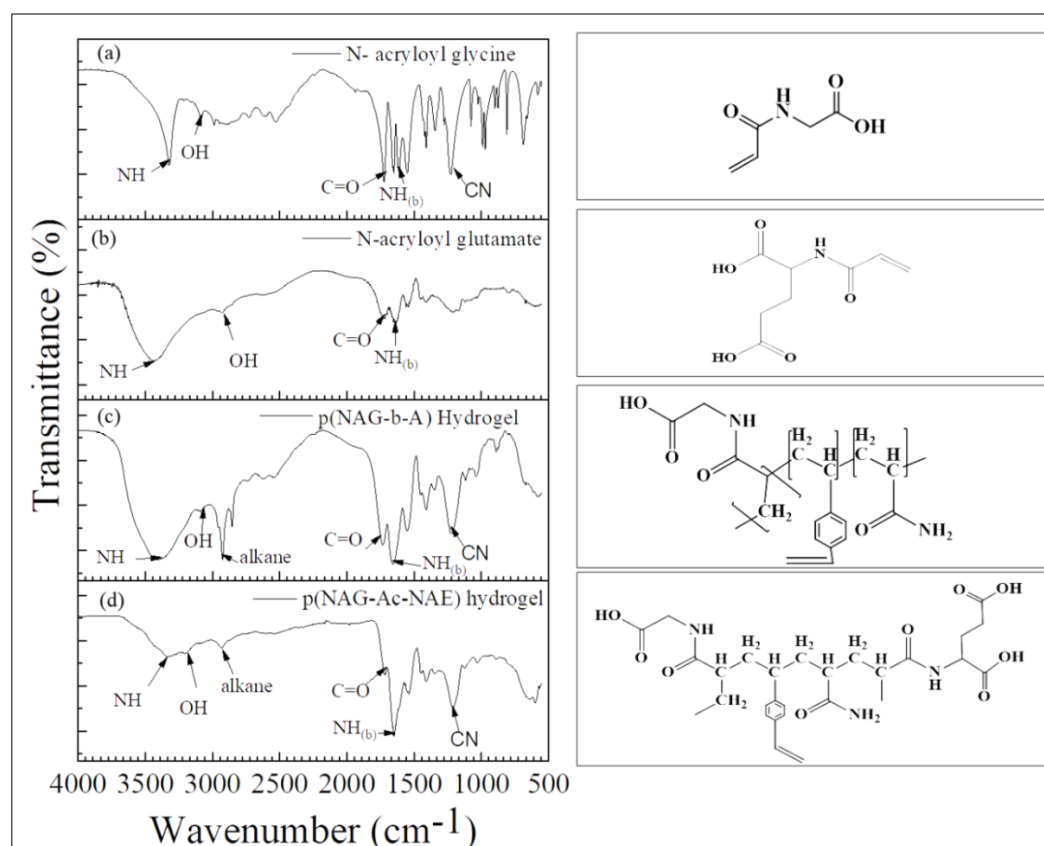 (a)
N- acryloyl glycine
NH
OH
C=O
NH(b)
CN
(b)
N-acryloyl glutamate
NH
OH
C=O
NH(b)
(c)
p(NAG-b-A) Hydrogel
NH
OH
alkane
C=O
NH(b)
CN
(d)
p(NAG-Ac-NAE) hydrogel
NH
OH
alkane
C=O
NH(b)
CN
4000 3500 3000 2500 2000 1500 1000 500
Wavenumber (cm-1)
Transmittance (%)
O
H
N
O
OH
O
H
N
HO
O
HO
O
HO
O
NH
O
CH2
H2
C
H
C
H2
C
H
C
O
NH2
HO
O
NH
O
H
C
CH2
H2
C
H
C
H2
C
H
C
O
NH2
H2
C
H
C
O
N
H
O
OH
OH
O